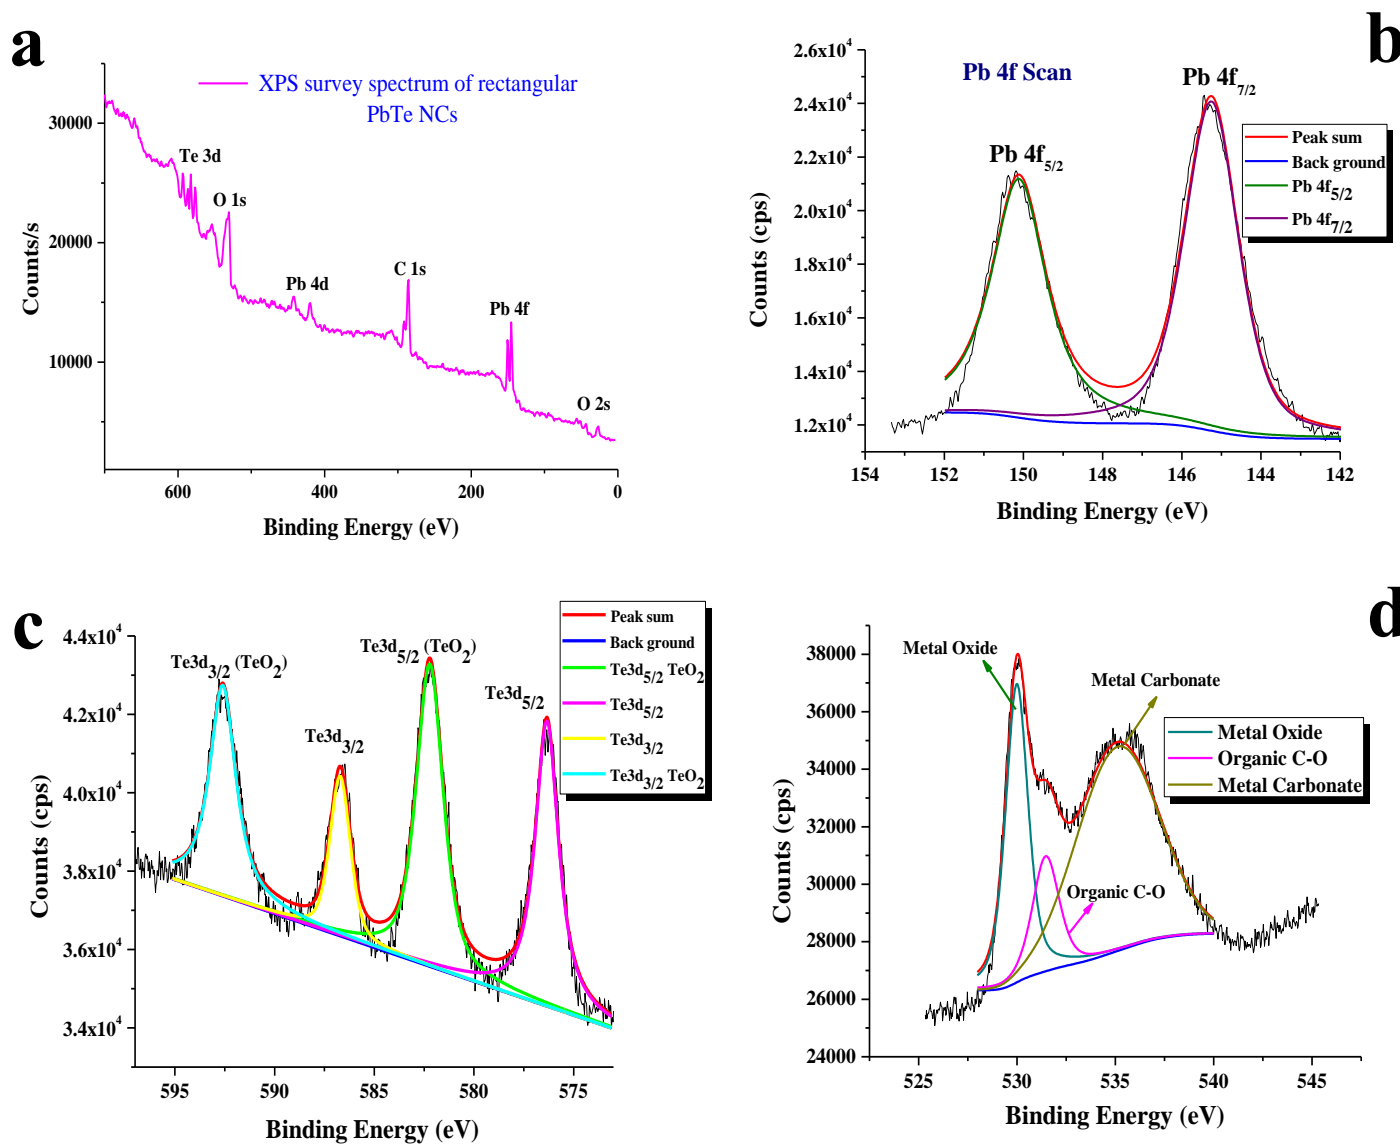 a
XPS survey spectrum of rectangular
PbTe NCs
30000
20000
10000
Counts/s
Te 3d
O 1s
Pb 4d
C 1s
Pb 4f
O 2s
600
400
200
0
Binding Energy (eV)
b
Pb 4f Scan
Pb 4f5/2
Pb 4f7/2
Peak sum
Back ground
Pb 4f5/2
Pb 4f7/2
2.6x10^4
2.4x10^4
2.2x10^4
2.0x10^4
1.8x10^4
1.6x10^4
1.4x10^4
1.2x10^4
Counts (cps)
154
152
150
148
146
144
142
Binding Energy (eV)
c
Te3d3/2 (TeO2)
Te3d3/2
Te3d5/2 (TeO2)
Te3d5/2
Peak sum
Back ground
Te3d5/2 TeO2
Te3d5/2
Te3d3/2
Te3d3/2 TeO2
4.4x10^4
4.2x10^4
4.0x10^4
3.8x10^4
3.6x10^4
3.4x10^4
Counts (cps)
595
590
585
580
575
Binding Energy (eV)
d
Metal Oxide
Metal Carbonate
Organic C-O
Metal Oxide
Organic C-O
Metal Carbonate
38000
36000
34000
32000
30000
28000
26000
24000
Counts (cps)
525
530
535
540
545
Binding Energy (eV)